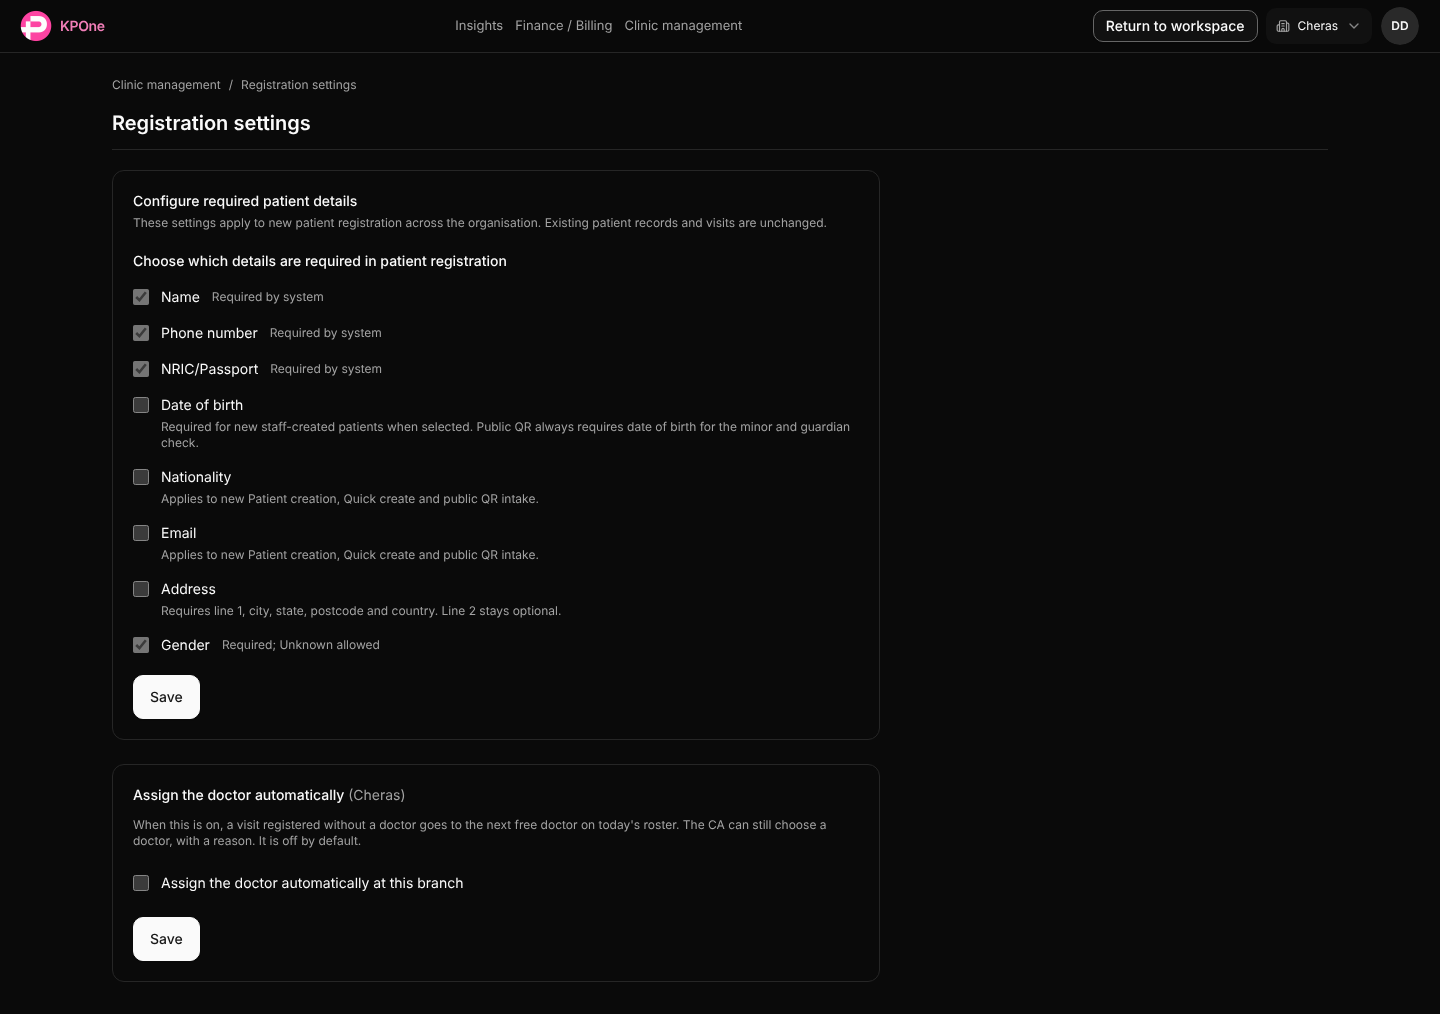 KPOne
Insights
Finance / Billing
Clinic management
Return to workspace
Cheras
DD
Clinic management / Registration settings
Registration settings
Configure required patient details
These settings apply to new patient registration across the organisation. Existing patient records and visits are unchanged.
Choose which details are required in patient registration
Name Required by system
Phone number Required by system
NRIC/Passport Required by system
Date of birth
Required for new staff-created patients when selected. Public QR always requires date of birth for the minor and guardian
check.
Nationality
Applies to new Patient creation, Quick create and public QR intake.
Email
Applies to new Patient creation, Quick create and public QR intake.
Address
Requires line 1, city, state, postcode and country. Line 2 stays optional.
Gender Required; Unknown allowed
Save
Assign the doctor automatically (Cheras)
When this is on, a visit registered without a doctor goes to the next free doctor on today's roster. The CA can still choose a
doctor, with a reason. It is off by default.
Assign the doctor automatically at this branch
Save